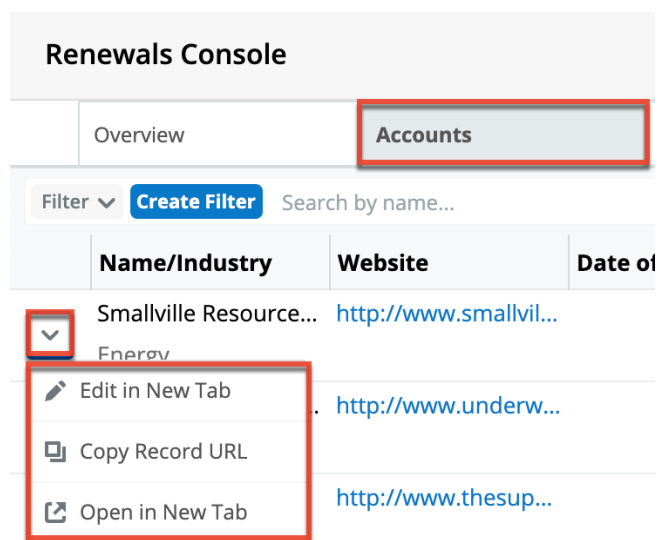 Renewals Console
Overview
Accounts
Filter
Create Filter
Search by name...
Name/Industry
Website
Date of
Smallville Resource...
http://www.smallvil...
Energy
Edit in New Tab
http://www.underw...
Copy Record URL
Open in New Tab
http://www.thesup...